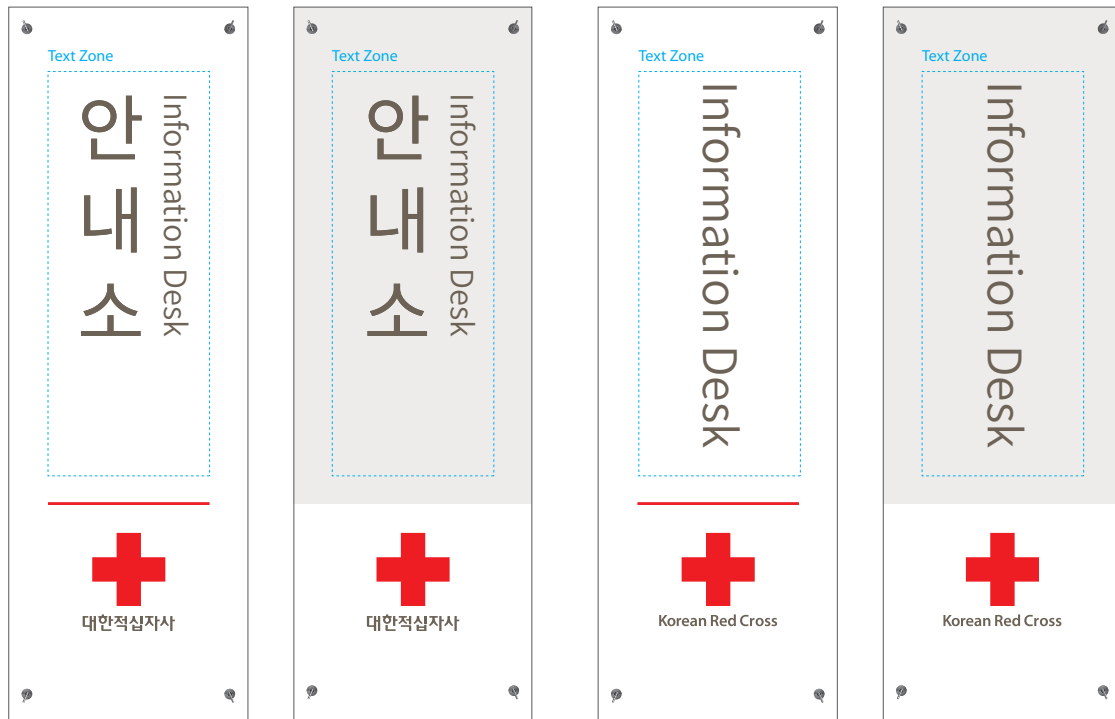 Text Zone
안내소
Information Desk
대한적십자사
Text Zone
안내소
Information Desk
대한적십자사
Text Zone
Information Desk
Korean Red Cross
Text Zone
Information Desk
Korean Red Cross